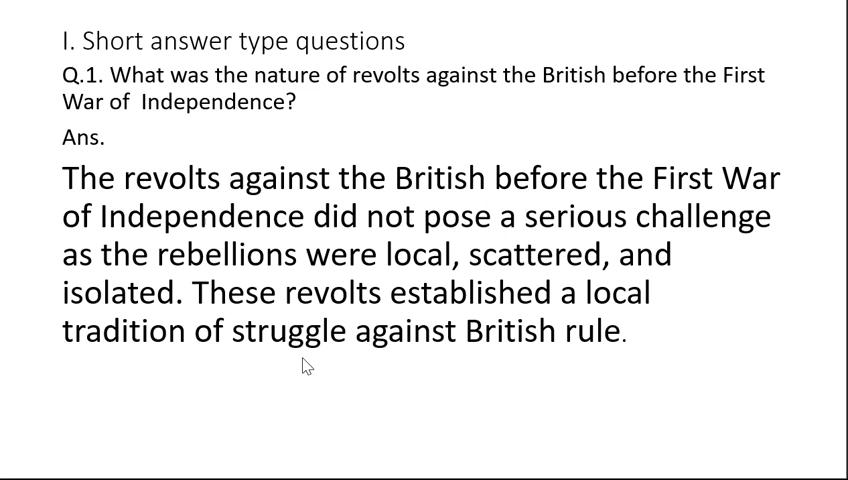 I. Short answer type questions
Q.1. What was the nature of revolts against the British before the First
War of  Independence?
Ans.
The revolts against the British before the First War
of Independence did not pose a serious challenge
as the rebellions were local, scattered, and
isolated. These revolts established a local
tradition of struggle against British rule.